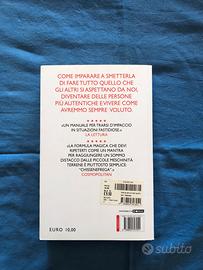 COME IMPARARE A SMETTERLA
DI FARE TUTTO QUELLO CHE
GLI ALTRI SI ASPETTANO DA NOI,
DIVENTARE DELLE PERSONE
PIÙ AUTENTICHE E VIVERE COME
AVREMMO SEMPRE VOLUTO.
«UN MANUALE PER TRARSI D'IMPACCIO
IN SITUAZIONI FASTIDIOSE.»
LA LETTURA
«LA FORMULA MAGICA CHE DEVI
RIPETERTI COME UN MANTRA
PER RAGGIUNGERE UN SOMMO
DISTACCO DALLE PICCOLE MESCHINITÀ
TERRENE È PIUTTOSTO SEMPLICE:
"CHISSENEFREGA".»
COSMOPOLITAN
EURO 10,00
subito